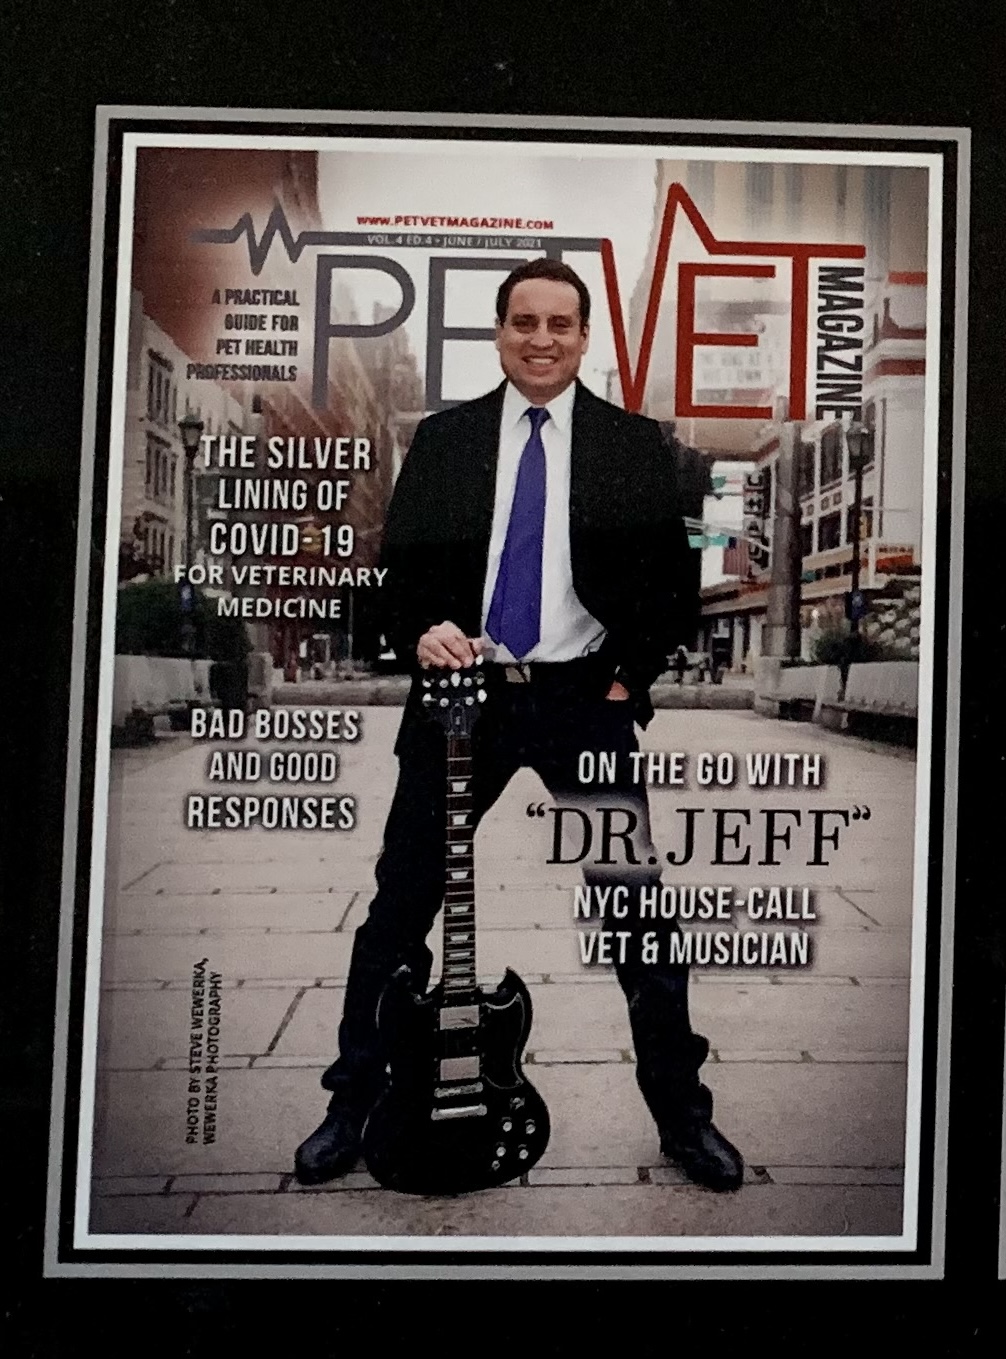 www.PETVETMAGAZINE.COM
VOL.4 ED.4 • JUNE / JULY 2021
PETVET
MAGAZINE
A PRACTICAL
GUIDE FOR
PET HEALTH
PROFESSIONALS
THE SILVER
LINING OF
COVID-19
FOR VETERINARY
MEDICINE
BAD BOSSES
AND GOOD
RESPONSES
ON THE GO WITH
“DR.JEFF”
NYC HOUSE-CALL
VET & MUSICIAN
PHOTO BY STEVE WEWERKA,
WEWERKA PHOTOGRAPHY